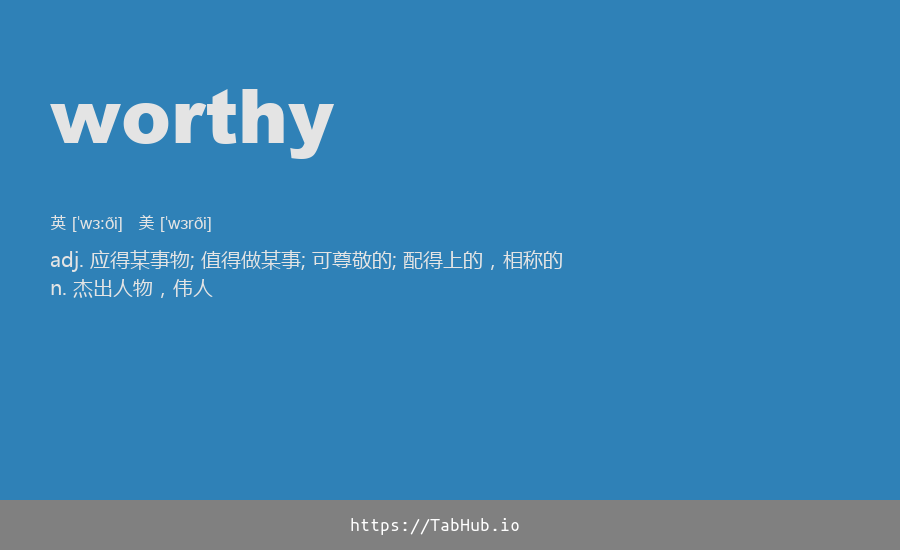 worthy
英 [ˈwɜːði] 美 [ˈwɜrði]
adj. 应得某事物; 值得做某事; 可尊敬的; 配得上的，相称的
n. 杰出人物，伟人
https://TabHub.io